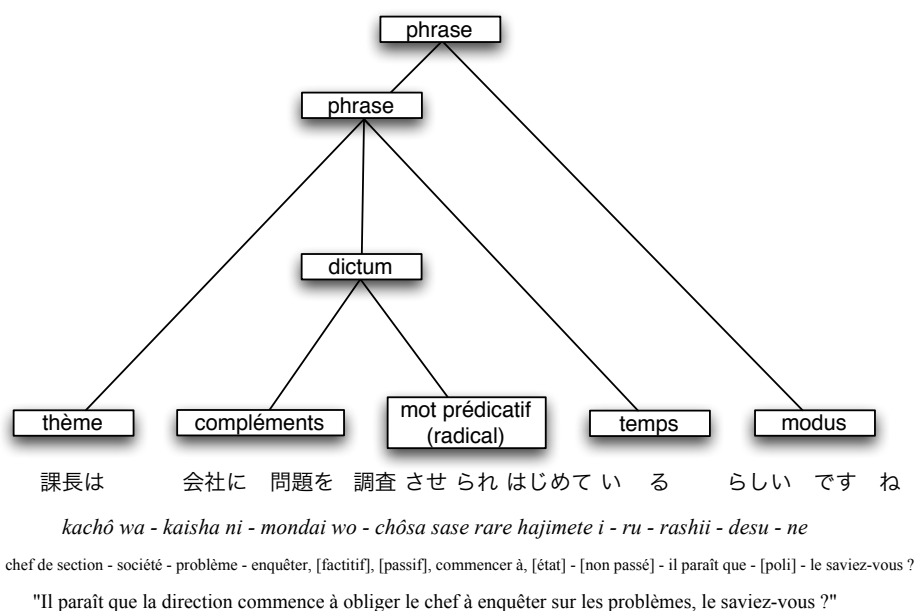 phrase
phrase
dictum
thème compléments mot prédicatif (radical) temps modus
課長は 会社に 問題を 調査 させ られ はじめて い る らしい です ね
kachô wa - kaisha ni - mondai wo - chôsa sase rare hajimete i - ru - rashii - desu - ne
chef de section - société - problème - enquêter, [factitif], [passif], commencer à, [état] - [non passé] - il paraît que - [poli] - le saviez-vous ?
"Il paraît que la direction commence à obliger le chef à enquêter sur les problèmes, le saviez-vous ?"